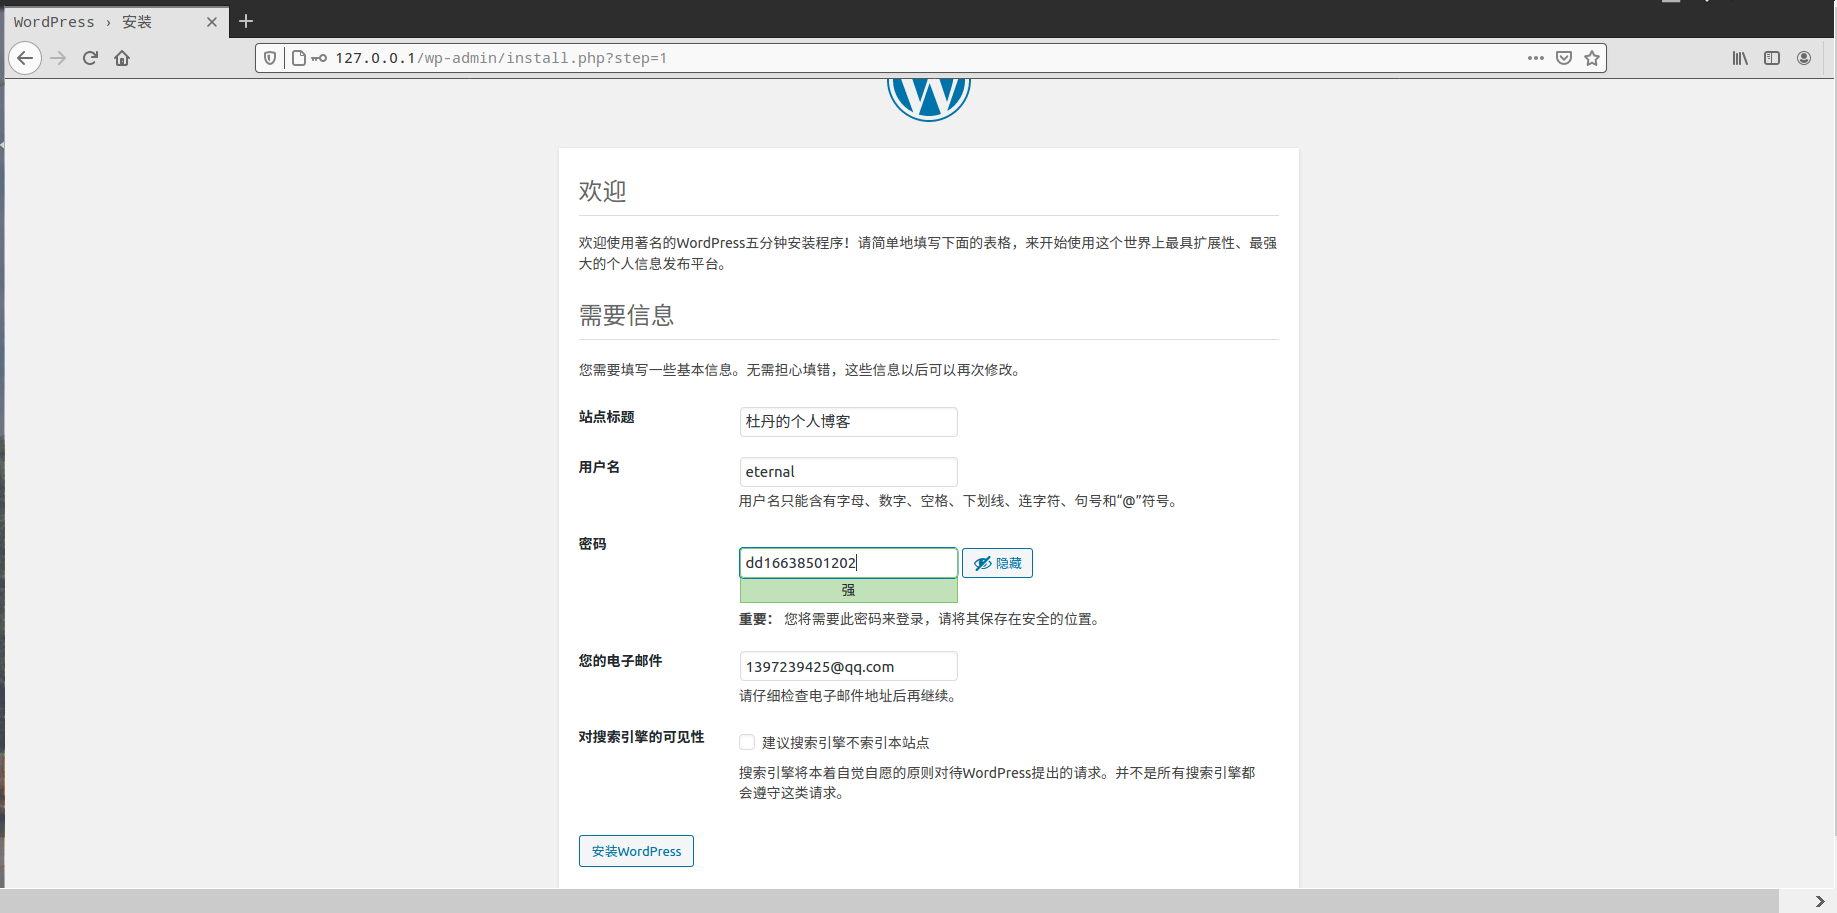 WordPress › 安装
127.0.0.1/wp-admin/install.php?step=1
欢迎
欢迎使用著名的WordPress五分钟安装程序！请简单地填写下面的表格，来开始使用这个世界上最具扩展性、最强
大的个人信息发布平台。
需要信息
您需要填写一些基本信息。无需担心填错，这些信息以后可以再次修改。
站点标题
杜丹的个人博客
用户名
eternal
用户名只能含有字母、数字、空格、下划线、连字符、句号和“@”符号。
密码
dd16638501202
隐藏
强
重要： 您将需要此密码来登录，请将其保存在安全的位置。
您的电子邮件
1397239425@qq.com
请仔细检查电子邮件地址后再继续。
对搜索引擎的可见性
建议搜索引擎不索引本站点
搜索引擎将本着自觉自愿的原则对待WordPress提出的请求。并不是所有搜索引擎都
会遵守这类请求。
安装WordPress